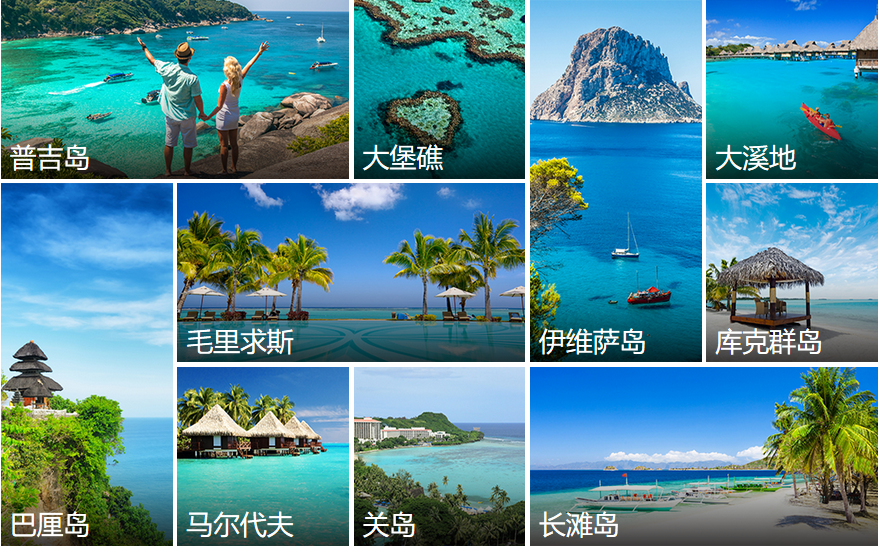 普吉岛
大堡礁
伊维萨岛
大溪地
巴厘岛
毛里求斯
库克群岛
马尔代夫
关岛
长滩岛